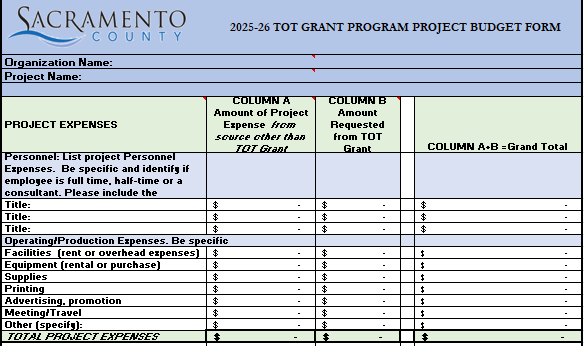 SACRAMENTO
COUNTY
2025-26 TOT GRANT PROGRAM PROJECT BUDGET FORM
Organization Name:
Project Name:
PROJECT EXPENSES
COLUMN A
Amount of Project
Expense from
source other than
TOT Grant
COLUMN B
Amount
Requested
from TOT
Grant
COLUMN A+B =Grand Total
Personnel: List project Personnel
Expenses. Be specific and identify if
employee is full time, half-time or a
consultant. Please include the
Title: $ - $ - $ -
Title: $ - $ - $ -
Title: $ - $ - $ -
Operating/Production Expenses. Be specific
Facilities (rent or overhead expenses) $ - $ - $ -
Equipment (rental or purchase) $ - $ - $ -
Supplies $ - $ - $ -
Printing $ - $ - $ -
Advertising, promotion $ - $ - $ -
Meeting/Travel $ - $ - $ -
Other (specify): $ - $ - $ -
TOTAL PROJECT EXPENSES $ - $ - $ -